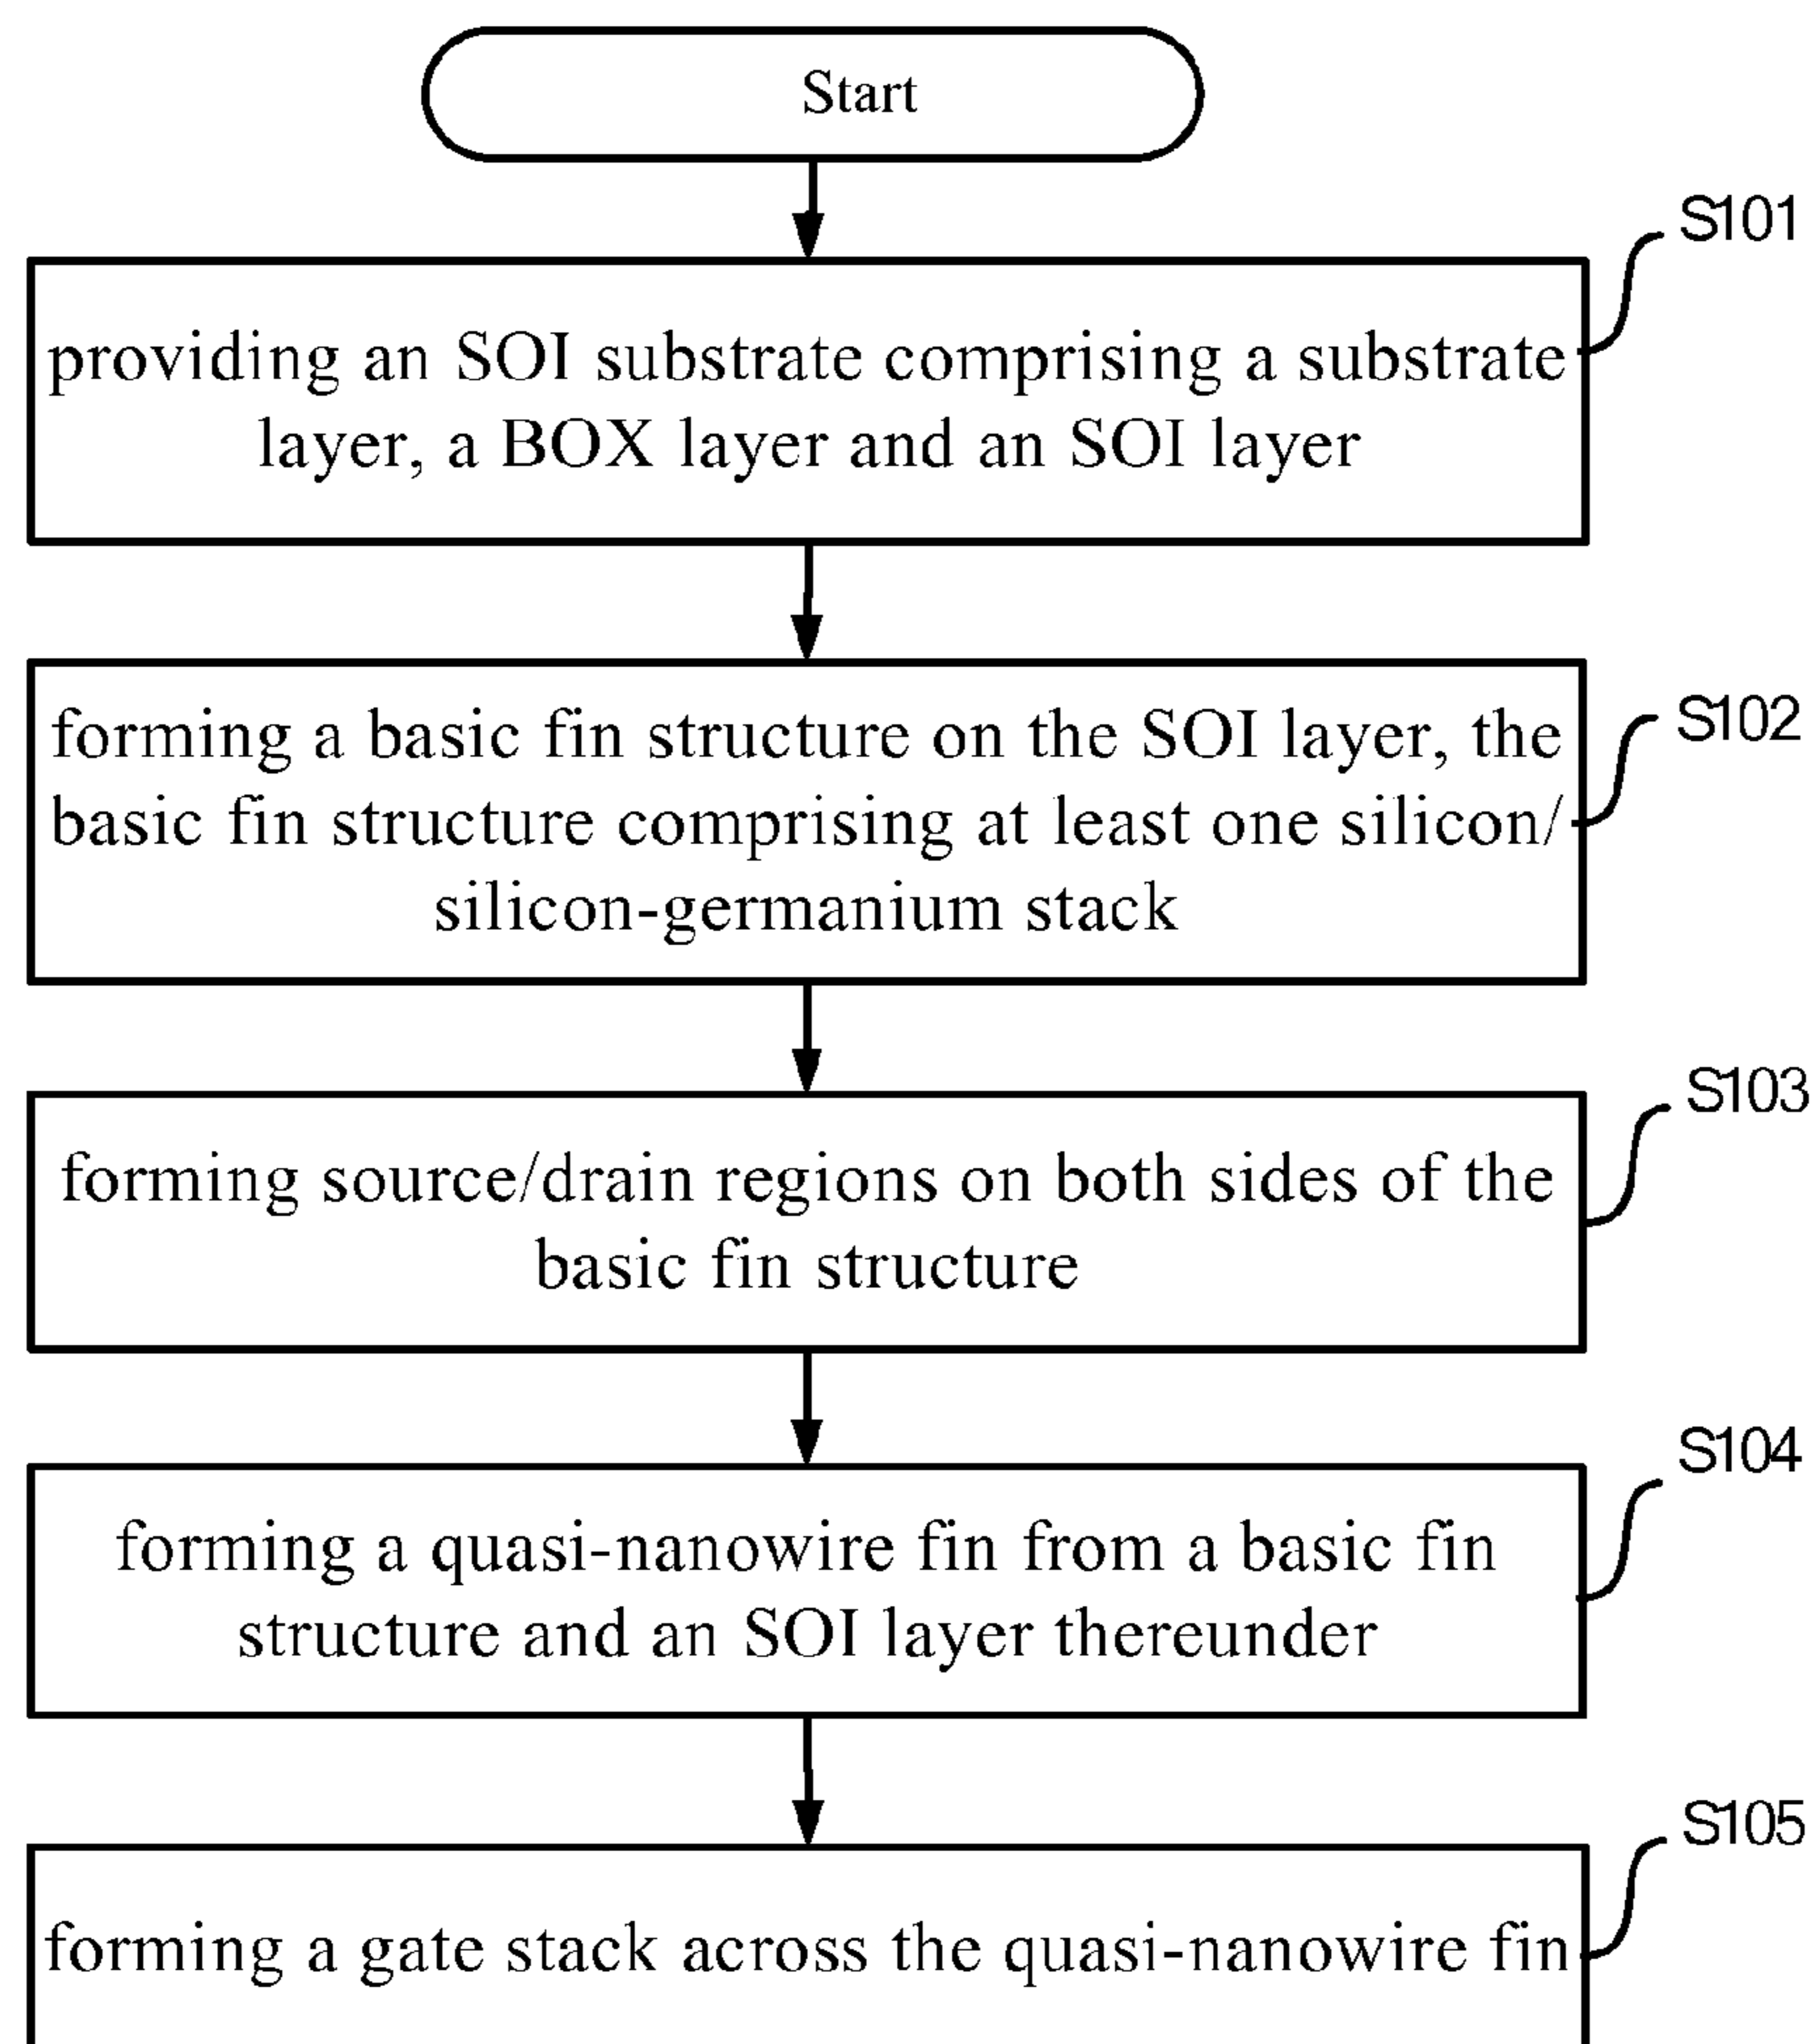 Start
S101
providing an SOI substrate comprising a substrate
layer, a BOX layer and an SOI layer
S102
forming a basic fin structure on the SOI layer, the
basic fin structure comprising at least one silicon/
silicon-germanium stack
S103
forming source/drain regions on both sides of the
basic fin structure
S104
forming a quasi-nanowire fin from a basic fin
structure and an SOI layer thereunder
S105
forming a gate stack across the quasi-nanowire fin